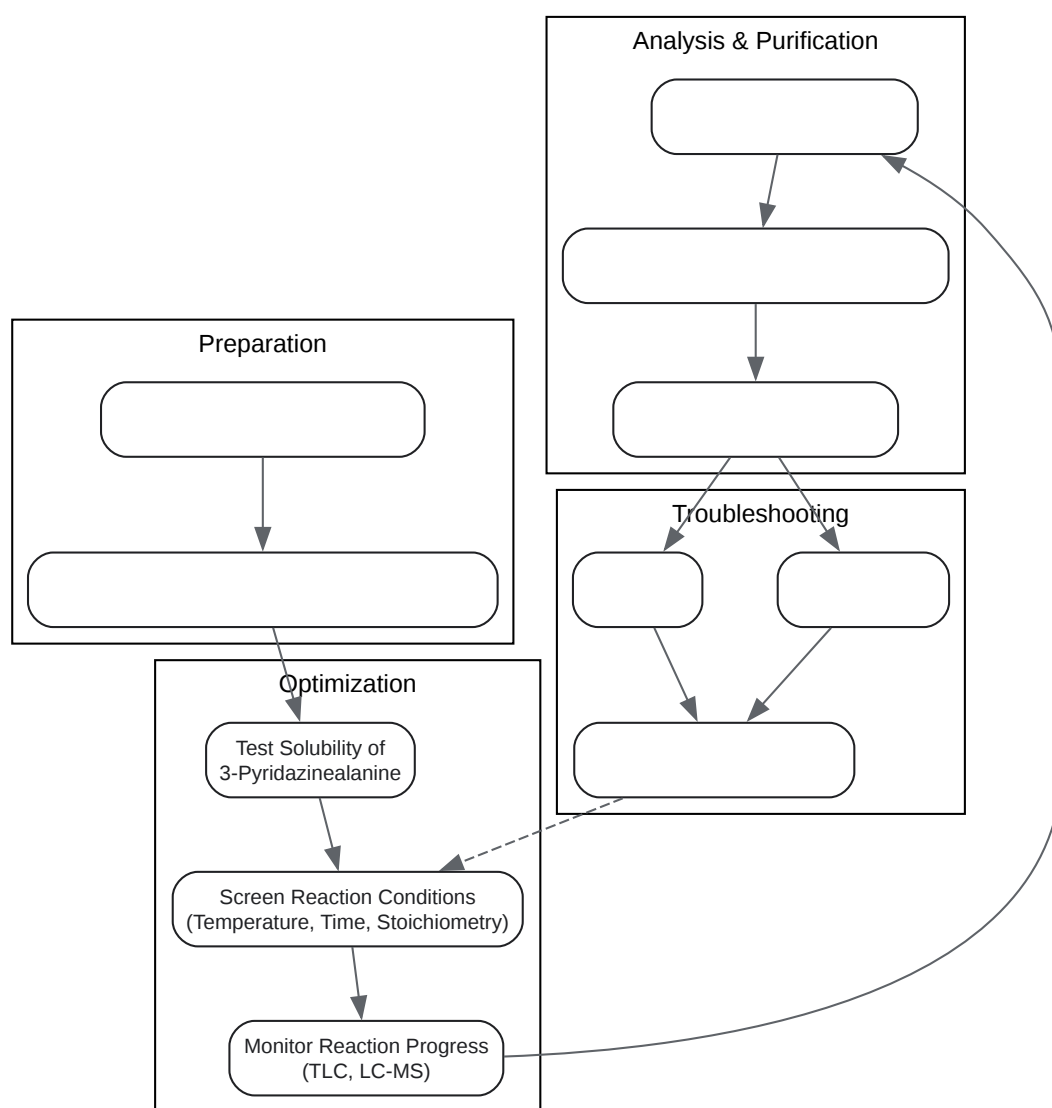 Analysis & Purification
Preparation
Troubleshooting
Optimization
Test Solubility of
3-Pyridazinealanine
Screen Reaction Conditions
(Temperature, Time, Stoichiometry)
Monitor Reaction Progress
(TLC, LC-MS)